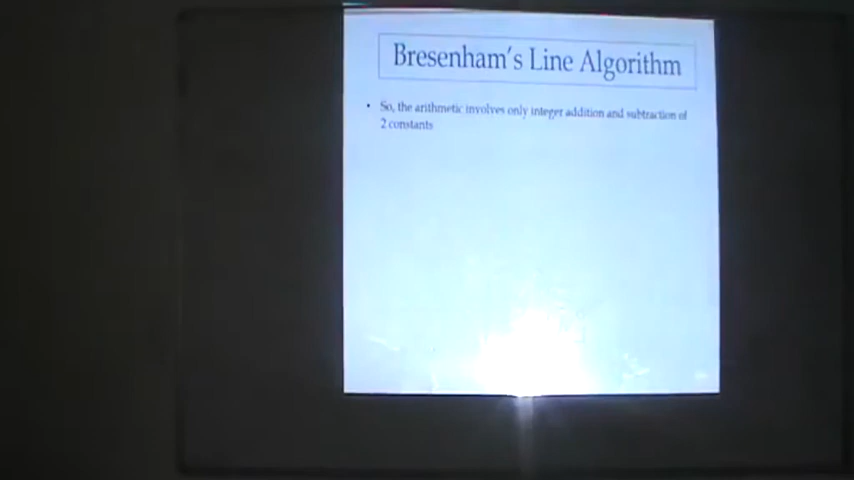 Bresenham's Line Algorithm
• So, the arithmetic involves only integer addition and subtraction of
2 constants